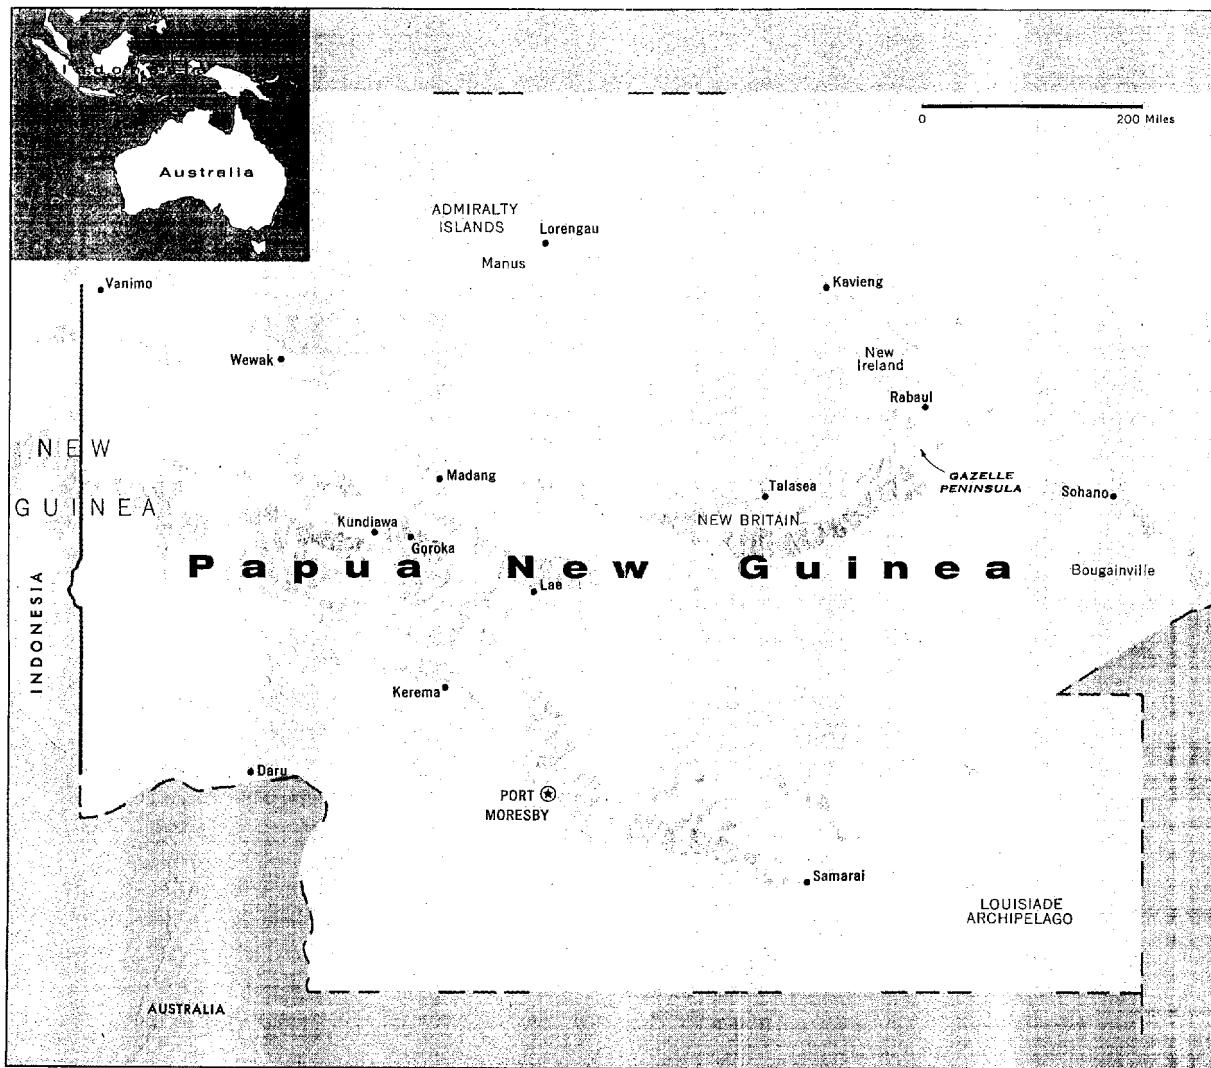 Indonesia
Australia
0
200 Miles
ADMIRALTY
ISLANDS
Lorengau
Manus
Vanimo
Kavieng
Wewak
New
Ireland
Rabaul
NEW
GUINEA
Madang
GAZELLE
PENINSULA
Talasea
Sohano
NEW BRITAIN
Kundiawa
Goroka
Papua New Guinea
Lae
Bougainville
INDONESIA
Kerema
Daru
PORT
MORESBY
Samarai
LOUISIADE
ARCHIPELAGO
AUSTRALIA